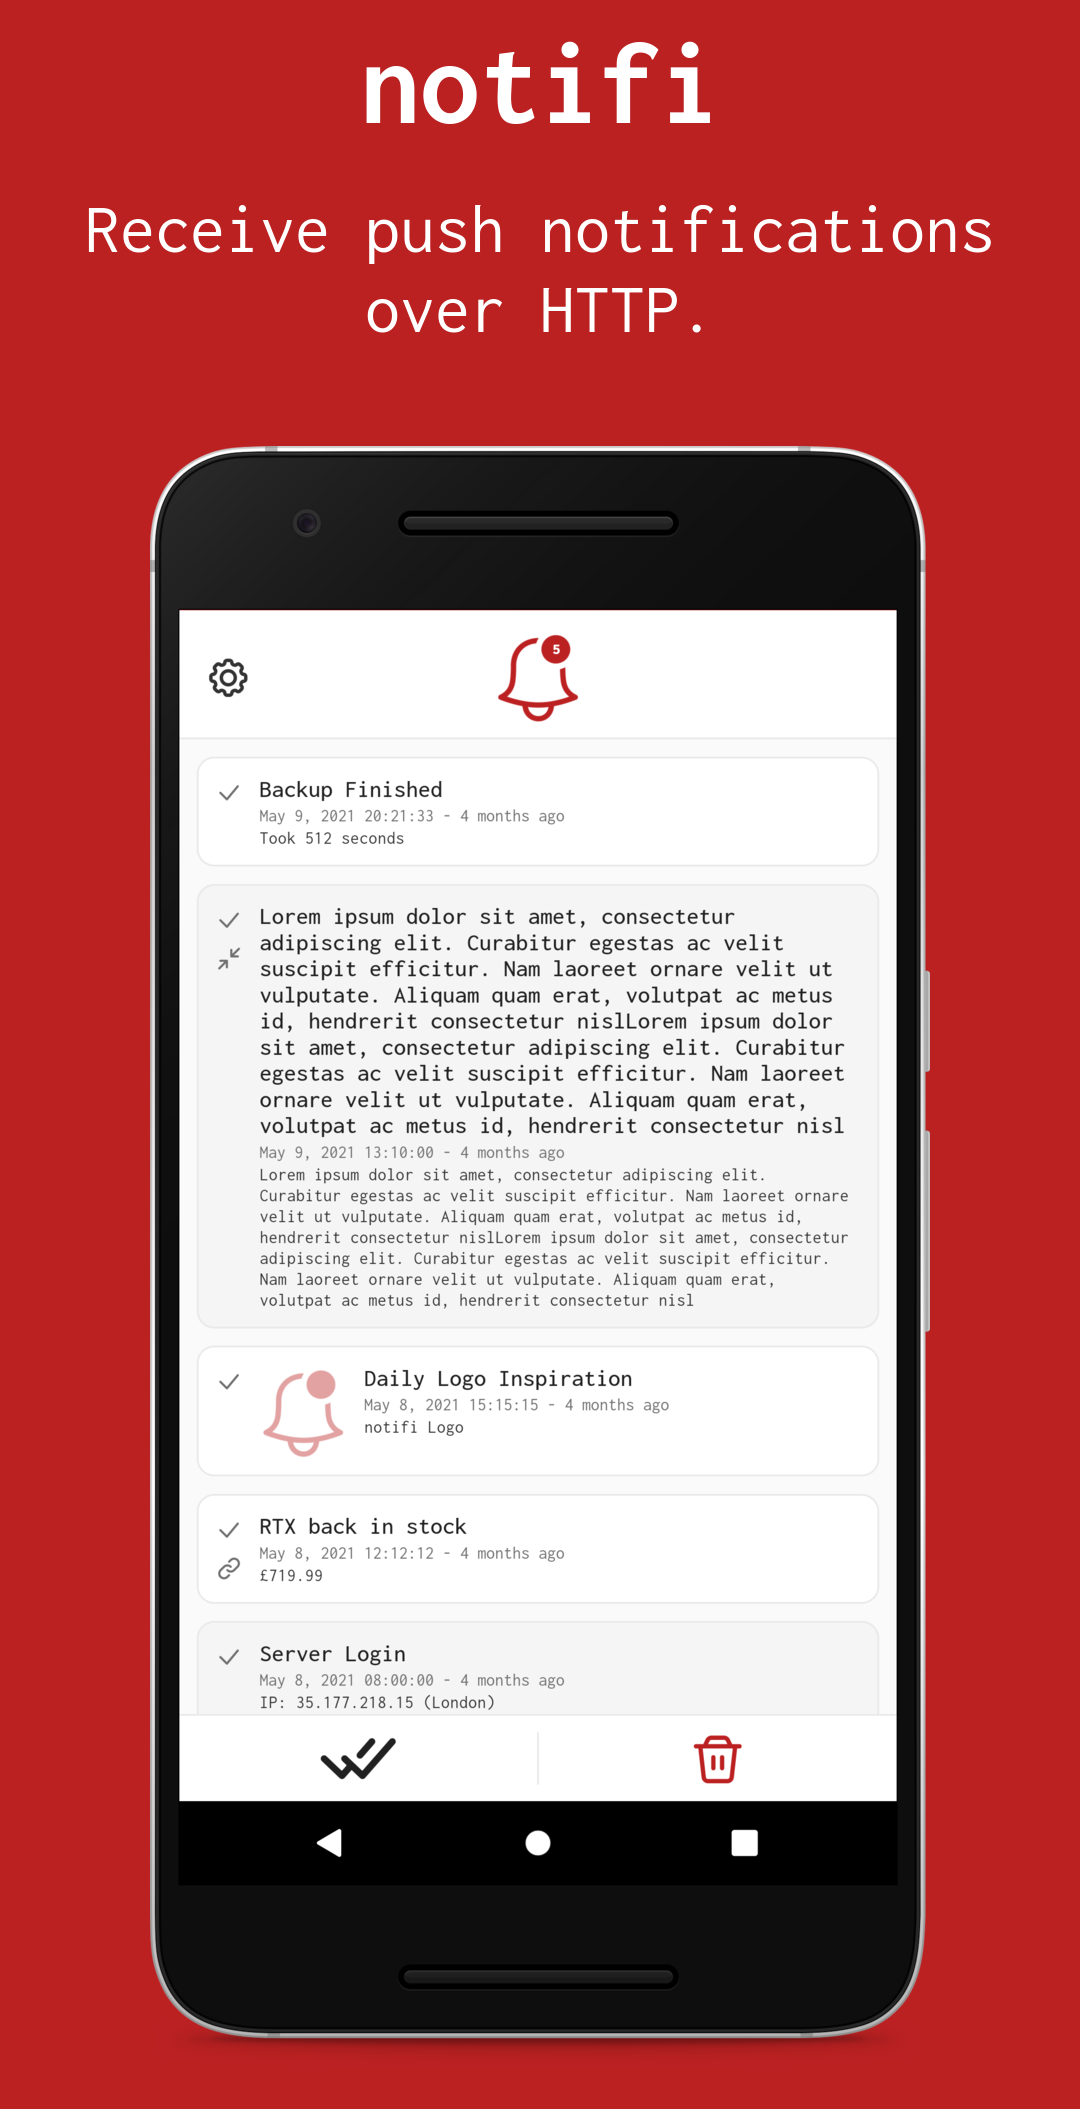 notifi
Receive push notifications
over HTTP.
5
Backup Finished
May 9, 2021 20:21:33 - 4 months ago
Took 512 seconds
Lorem ipsum dolor sit amet, consectetur
adipiscing elit. Curabitur egestas ac velit
suscipit efficitur. Nam laoreet ornare velit ut
vulputate. Aliquam quam erat, volutpat ac metus
id, hendrerit consectetur nislLorem ipsum dolor
sit amet, consectetur adipiscing elit. Curabitur
egestas ac velit suscipit efficitur. Nam laoreet
ornare velit ut vulputate. Aliquam quam erat,
volutpat ac metus id, hendrerit consectetur nisl
May 9, 2021 13:10:00 - 4 months ago
Lorem ipsum dolor sit amet, consectetur adipiscing elit.
Curabitur egestas ac velit suscipit efficitur. Nam laoreet ornare
velit ut vulputate. Aliquam quam erat, volutpat ac metus id,
hendrerit consectetur nislLorem ipsum dolor sit amet, consectetur
adipiscing elit. Curabitur egestas ac velit suscipit efficitur.
Nam laoreet ornare velit ut vulputate. Aliquam quam erat,
volutpat ac metus id, hendrerit consectetur nisl
Daily Logo Inspiration
May 8, 2021 15:15:15 - 4 months ago
notifi Logo
RTX back in stock
May 8, 2021 12:12:12 - 4 months ago
£719.99
Server Login
May 8, 2021 08:00:00 - 4 months ago
IP: 35.177.218.15 (London)